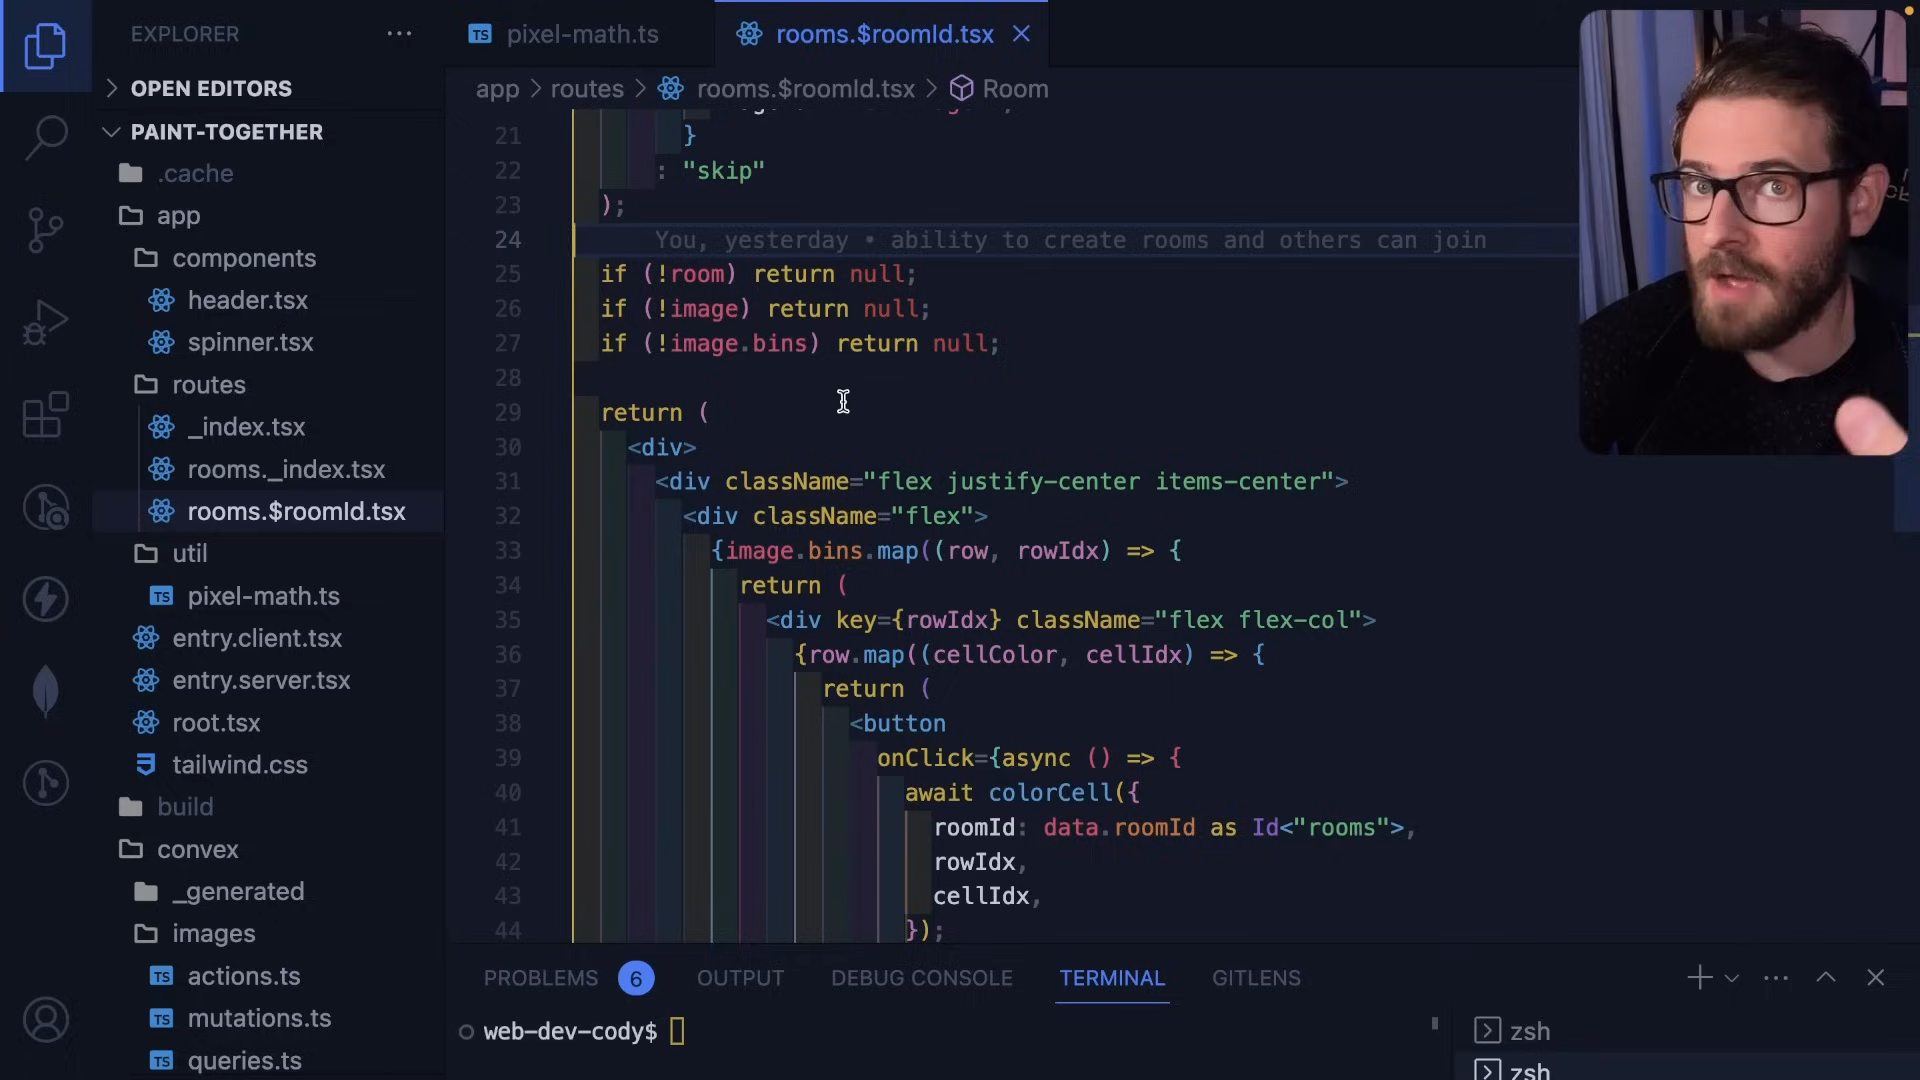 EXPLORER
pixel-math.ts
rooms.$roomId.tsx
OPEN EDITORS
app > routes > rooms.$roomId.tsx > Room
PAINT-TOGETHER
.cache
app
components
header.tsx
spinner.tsx
routes
_index.tsx
rooms._index.tsx
rooms.$roomId.tsx
util
TS pixel-math.ts
entry.client.tsx
entry.server.tsx
root.tsx
tailwind.css
build
convex
_generated
images
TS actions.ts
TS mutations.ts
TS queries.ts
21 }
22 : "skip"
23 );
24 You, yesterday • ability to create rooms and others can join
25 if (!room) return null;
26 if (!image) return null;
27 if (!image.bins) return null;
28
29 return (
30 <div>
31 <div className="flex justify-center items-center">
32 <div className="flex">
33 {image.bins.map((row, rowIdx) => {
34 return (
35 <div key={rowIdx} className="flex flex-col">
36 {row.map((cellColor, cellIdx) => {
37 return (
38 <button
39 onClick={async () => {
40 await colorCell({
41 roomId: data.roomId as Id<"rooms">,
42 rowIdx,
43 cellIdx,
44 });
PROBLEMS 6 OUTPUT DEBUG CONSOLE TERMINAL GITLENS
web-dev-cody$
zsh
zsh